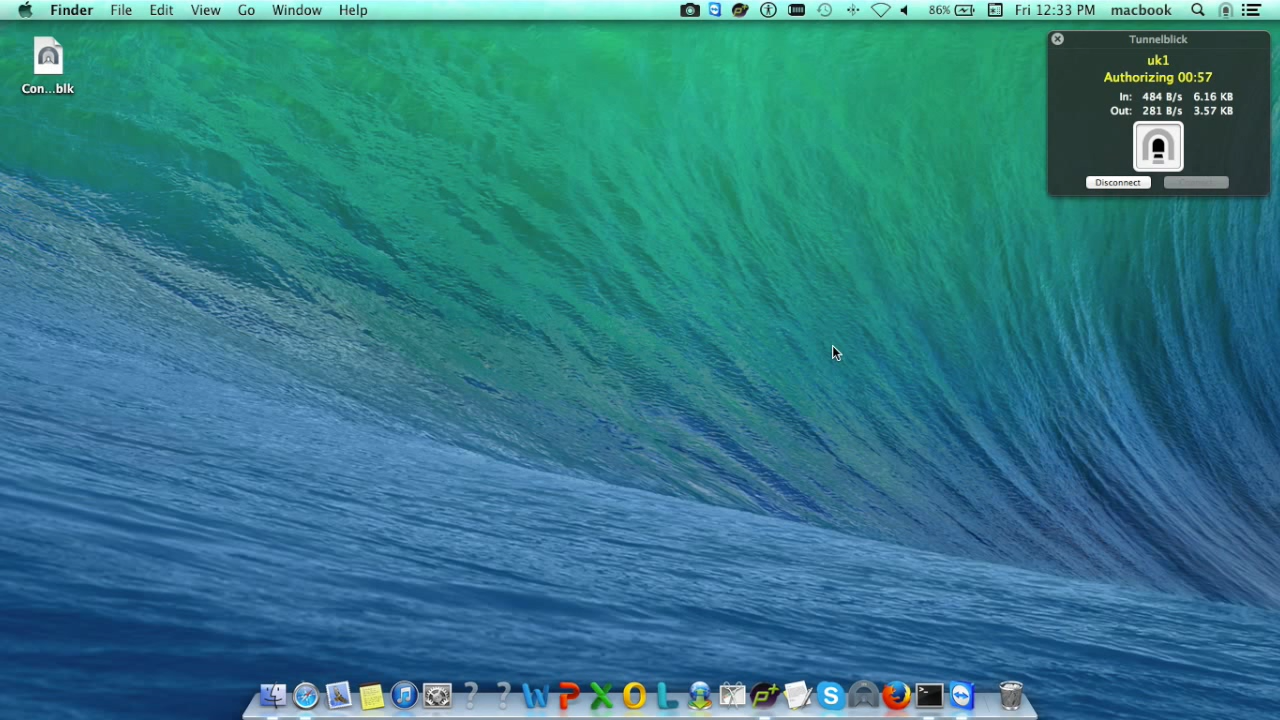 Finder File Edit View Go Window Help 86% Fri 12:33 PM macbook
Con...blk
Tunnelblick
uk1
Authorizing 00:57
In: 484 B/s 6.16 KB
Out: 281 B/s 3.57 KB
Disconnect